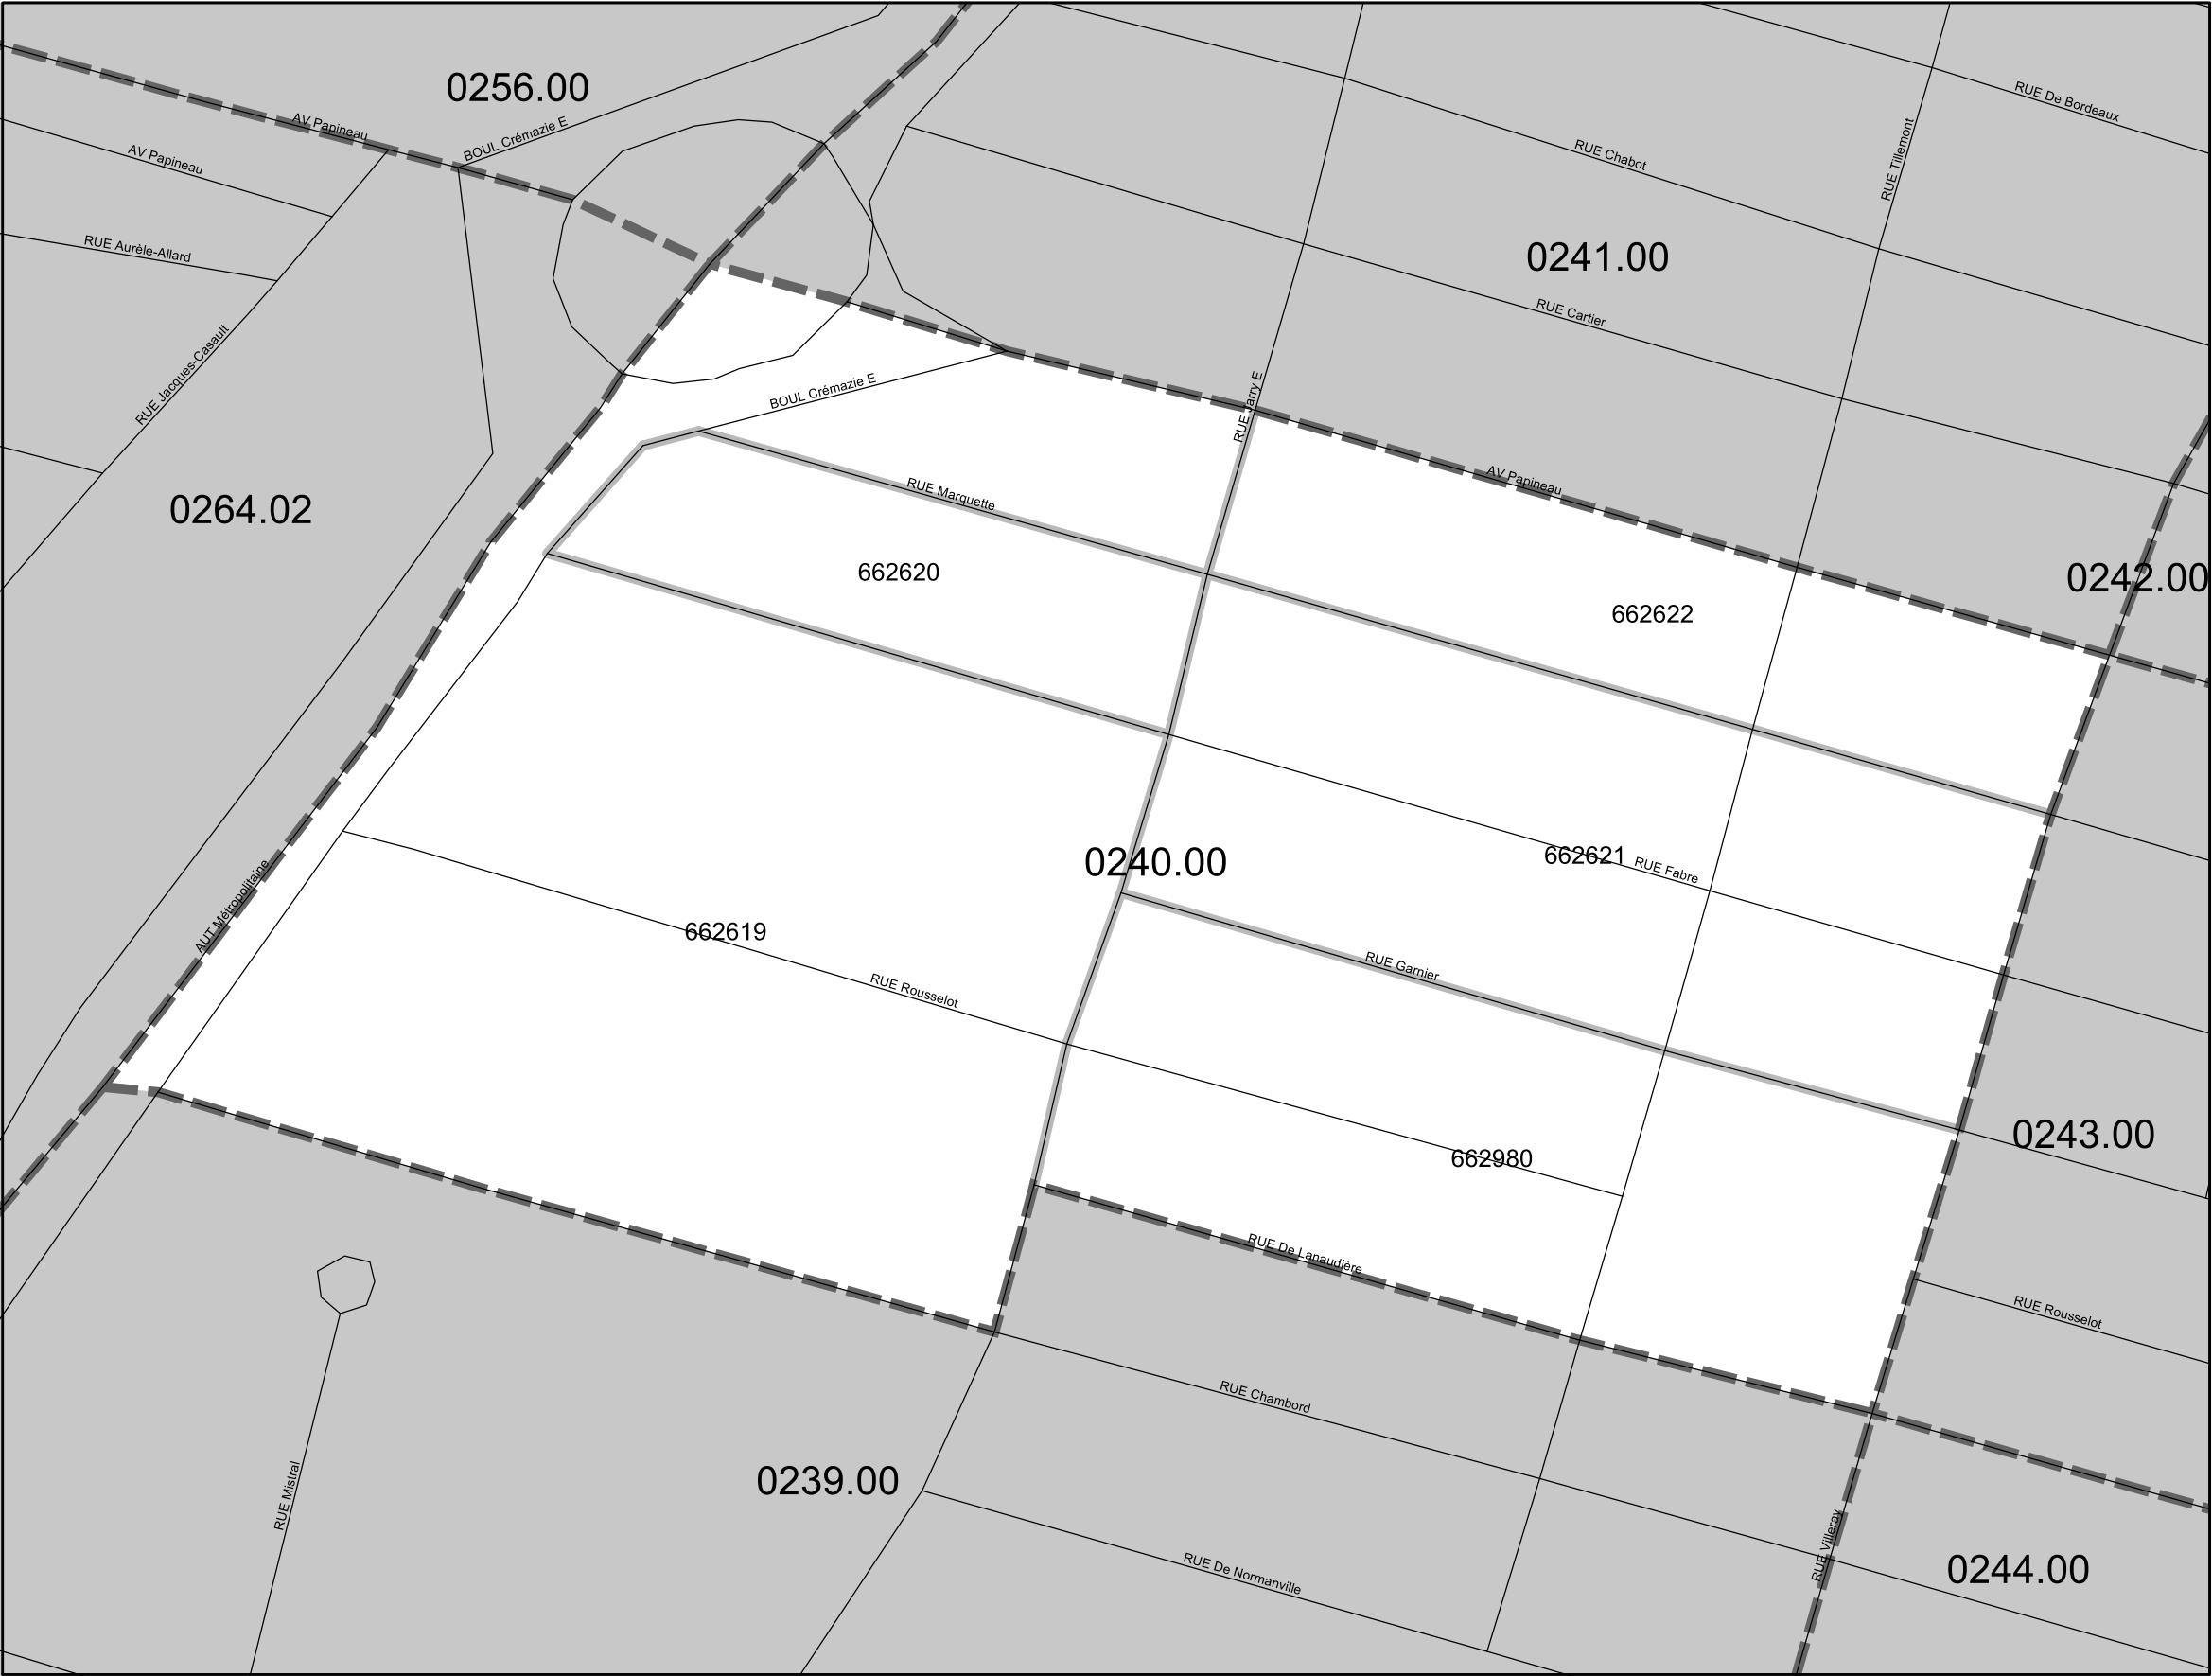 0256.00
RUE De Bordeaux
AV Papineau
BOUL Crémazie E
AV Papineau
RUE Chabot
RUE Tillemont
RUE Aurèle-Allard
0241.00
RUE Cartier
RUE Jacques-Casault
BOUL Crémazie E
RUE Jarry E
AV Papineau
RUE Marquette
0264.02
662620
0242.00
662622
0240.00
662621
RUE Fabre
AUT Métropolitaine
662619
RUE Garnier
RUE Rousselot
0243.00
662980
RUE De Lanaudière
RUE Rousselot
RUE Chambord
0239.00
RUE Mistral
RUE Villeray
0244.00
RUE De Normanville